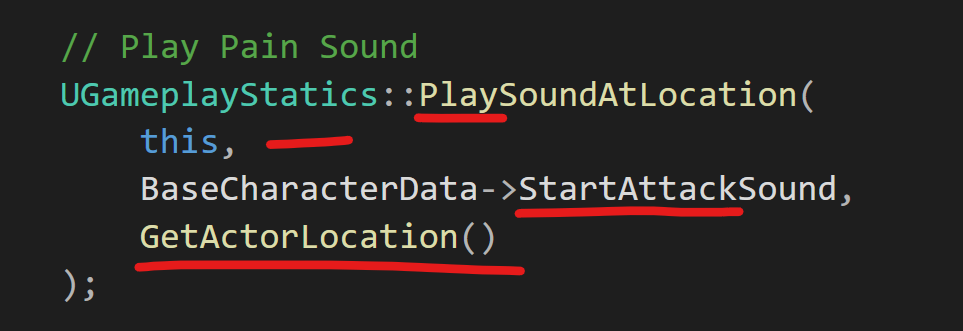 // Play Pain Sound
UGameplayStatics::PlaySoundAtLocation(
this,
BaseCharacterData->StartAttackSound,
GetActorLocation()
);